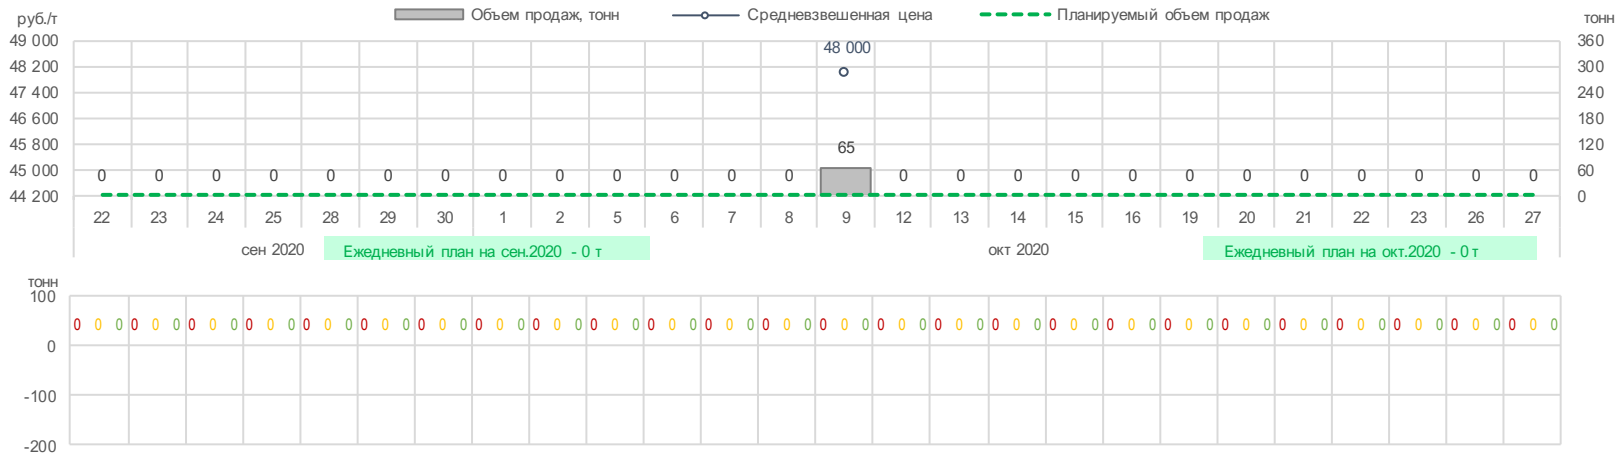 руб./т Объем продаж, тонн Средневзвешенная цена Планируемый объем продаж тонн
49 000 48 000 360
48 200 300
47 400 240
46 600 180
45 800 65 120
45 000 0 0 0 0 0 0 0 0 0 0 0 0 0 0 0 0 0 0 0 0 0 0 0 0 0 60
44 200 0
22 23 24 25 28 29 30 1 2 5 6 7 8 9 12 13 14 15 16 19 20 21 22 23 26 27
сен 2020 Ежедневный план на сен.2020 - 0 т окт 2020 Ежедневный план на окт.2020 - 0 т
тонн
100
0 0 0 0 0 0 0 0 0 0 0 0 0 0 0 0 0 0 0 0 0 0 0 0 0 0 0 0 0 0 0 0 0 0 0 0 0 0 0 0 0 0 0 0 0 0 0 0 0 0 0 0 0 0 0 0 0 0 0 0 0 0 0 0 0 0 0 0 0 0 0 0 0 0 0 0 0 0
0
-100
-200